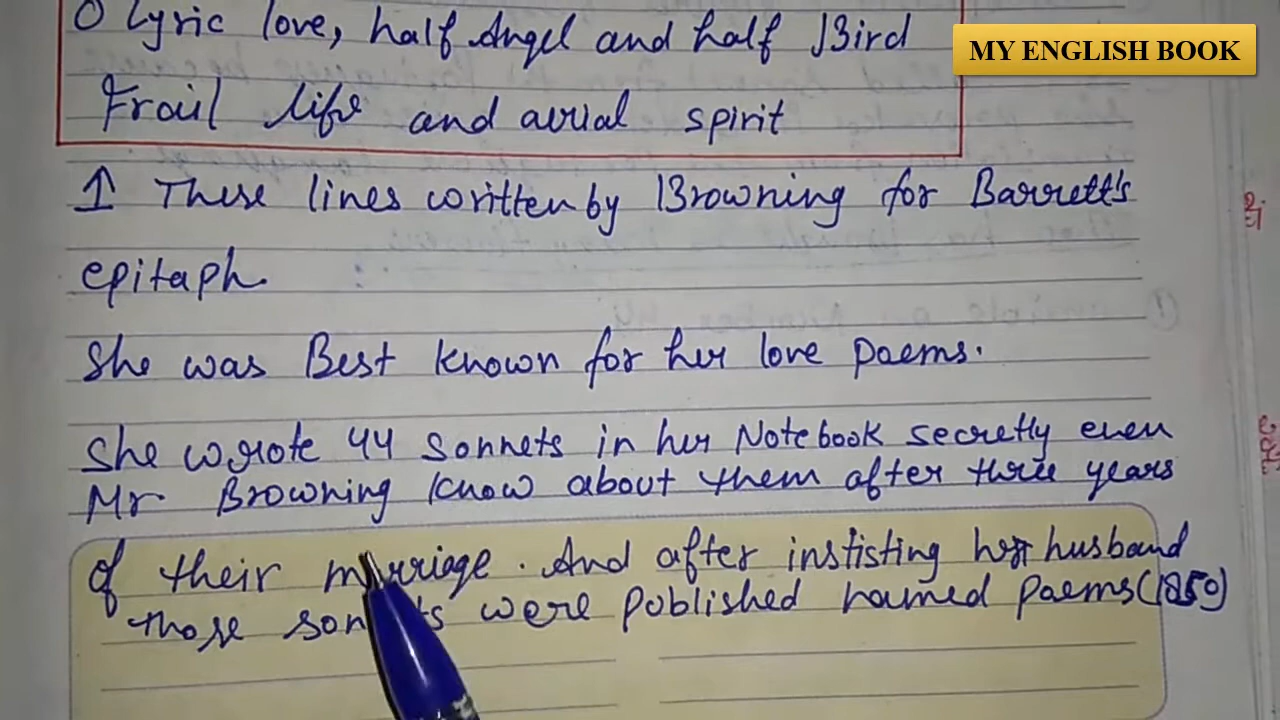 O Lyric love, half Angel and half Bird
MY ENGLISH BOOK
Frail life and aerial spirit
↑ These lines written by Browning for Barrett's
epitaph.
She was Best known for her love Poems.
She wrote 44 Sonnets in her Notebook secretly even
Mr Browning know about them after three years
of their marriage. And after instisting her husband
those sonnets were published named Poems (1850)